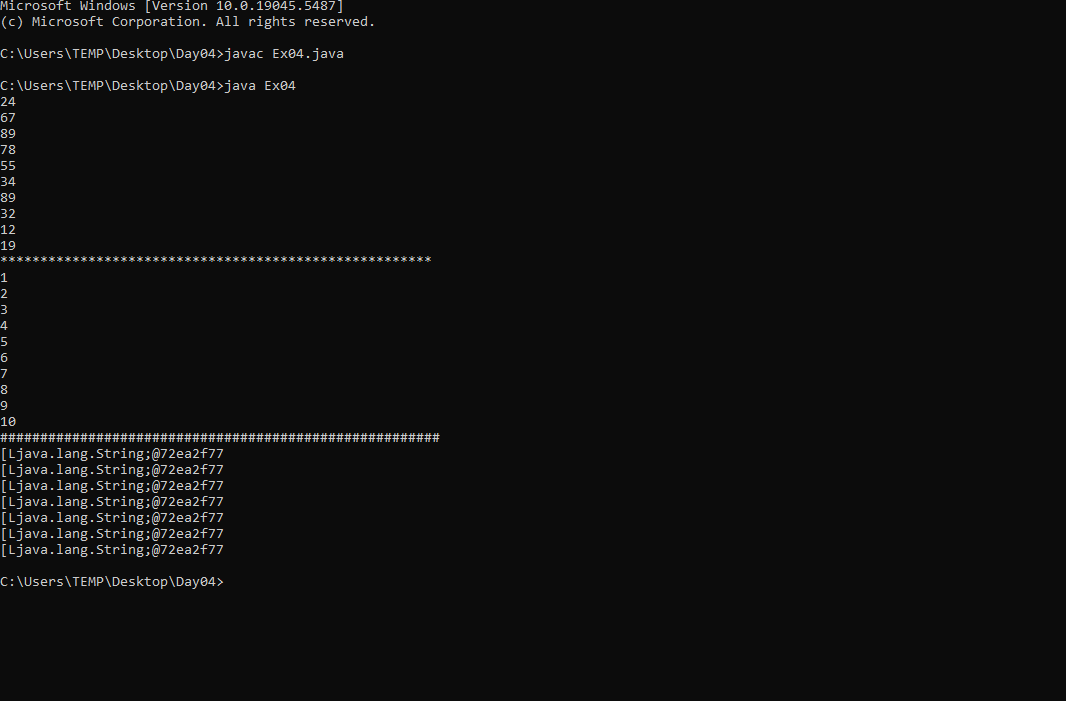 Microsoft Windows [Version 10.0.19045.5487]
(c) Microsoft Corporation. All rights reserved.
C:\Users\TEMP\Desktop\Day04>javac Ex04.java
C:\Users\TEMP\Desktop\Day04>java Ex04
24
67
89
78
55
34
89
32
12
19
******************************************************
1
2
3
4
5
6
7
8
9
10
#######################################################
[Ljava.lang.String;@72ea2f77
[Ljava.lang.String;@72ea2f77
[Ljava.lang.String;@72ea2f77
[Ljava.lang.String;@72ea2f77
[Ljava.lang.String;@72ea2f77
[Ljava.lang.String;@72ea2f77
[Ljava.lang.String;@72ea2f77
C:\Users\TEMP\Desktop\Day04>